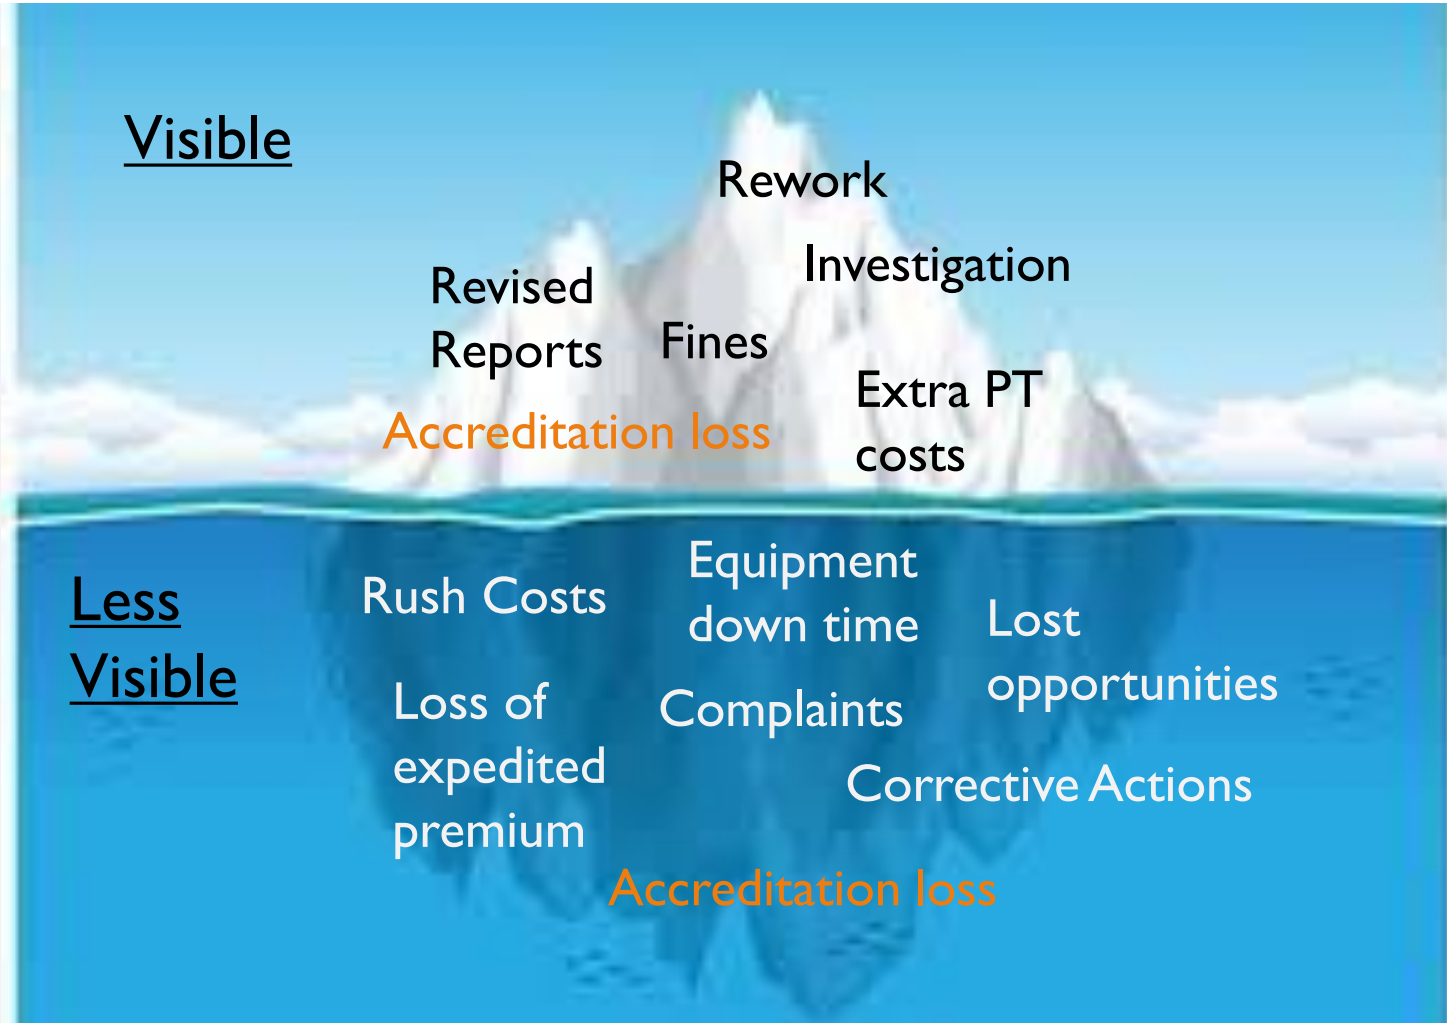 Visible
Rework
Investigation
Revised
Reports
Fines
Extra PT
costs
Accreditation loss
Less
Visible
Rush Costs
Equipment
down time
Lost
opportunities
Loss of
expedited
premium
Complaints
Corrective Actions
Accreditation loss